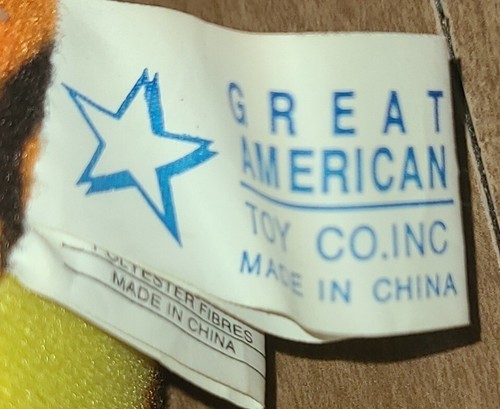 GREAT
AMERICAN
TOY CO.INC
MADE IN CHINA
POLYESTER FIBRES
MADE IN CHINA